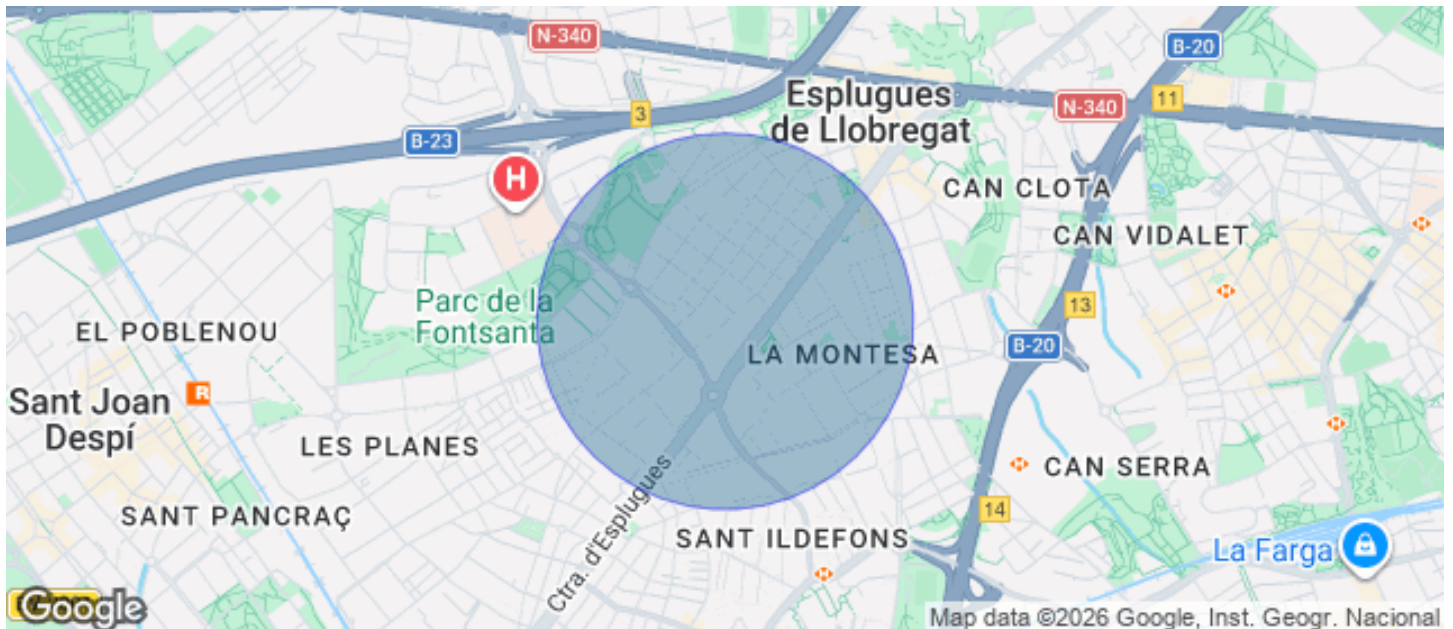 N-340
B-20
Esplugues
de Llobregat
11
N-340
3
B-23
H
CAN CLOTA
CAN VIDALET
Parc de la
Fontsanta
13
EL POBLENOU
B-20
LA MONTESA
R
Sant Joan
Despí
LES PLANES
CAN SERRA
Ctra. d'Esplugues
14
SANT PANCRAÇ
SANT ILDEFONS
La Farga
Google
Map data ©2026 Google, Inst. Geogr. Nacional